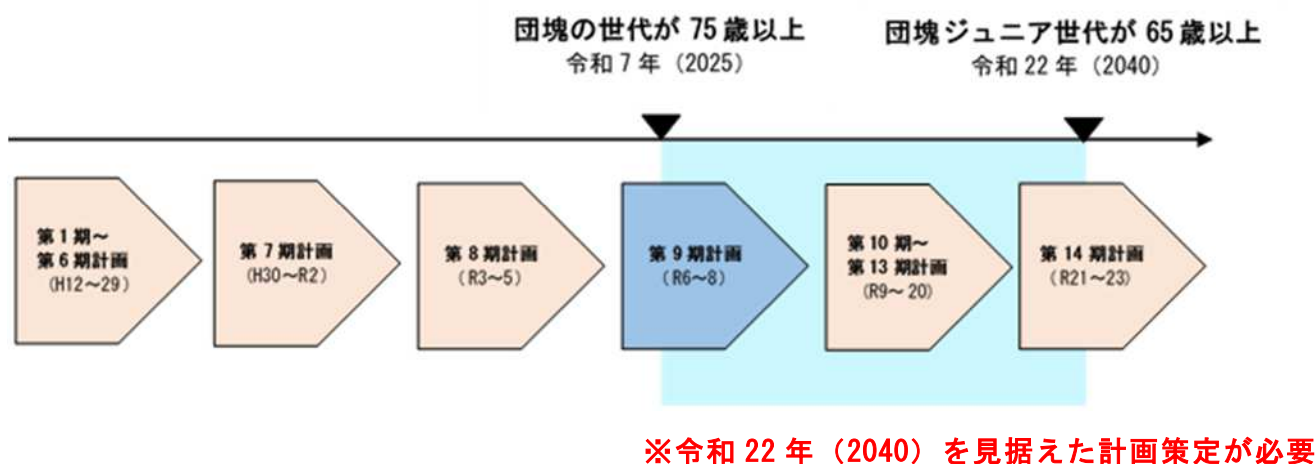 団塊の世代が 75 歳以上
令和 7 年（2025）
団塊ジュニア世代が 65 歳以上
令和 22 年（2040）
第 1 期～
第 6 期計画
(H12～29)
第 7 期計画
(H30～R2)
第 8 期計画
(R3～5)
第 9 期計画
(R6～8)
第 10 期～
第 13 期計画
(R9～ 20)
第 14 期計画
(R21～23)
※令和 22 年（2040）を見据えた計画策定が必要